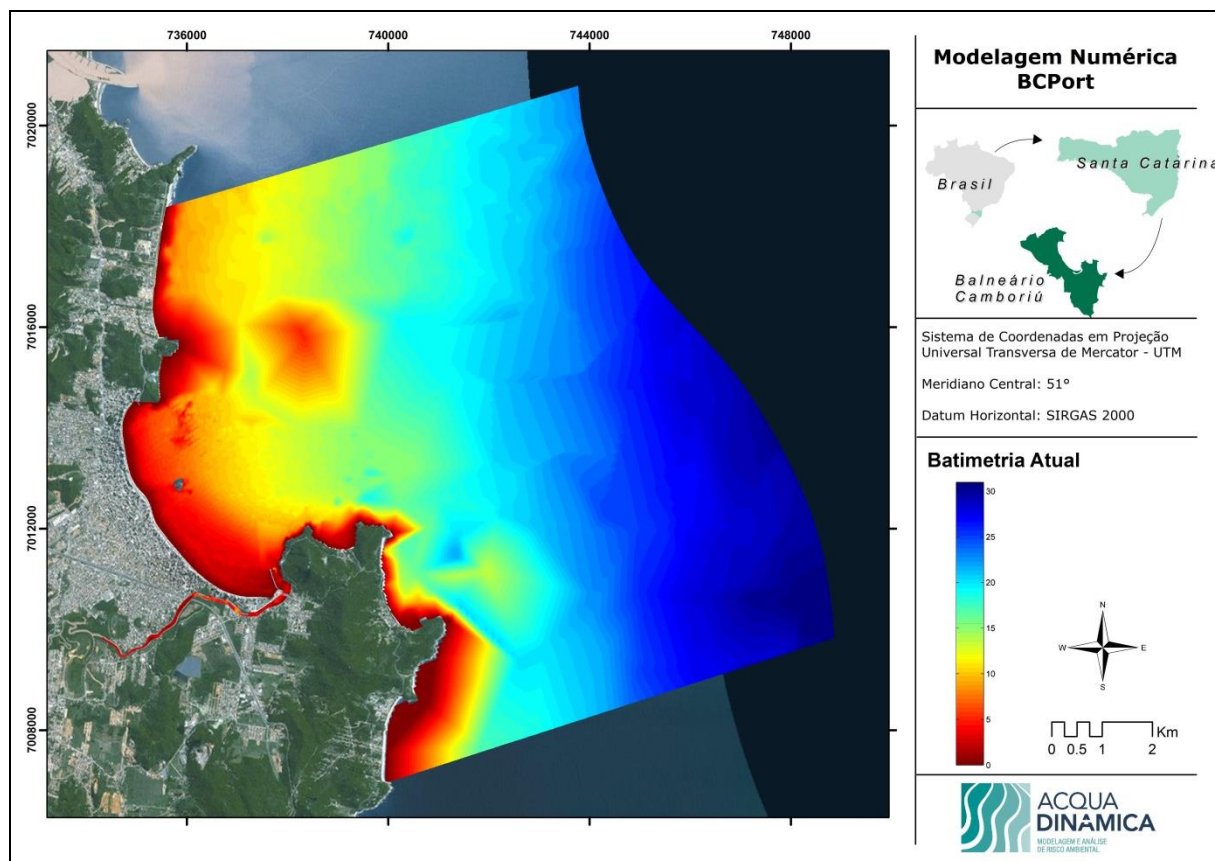 736000
740000
744000
748000
7020000
7016000
7012000
7008000
Modelagem Numérica
BCPort
Brasil
Santa Catarina
Balneário
Camboriú
Sistema de Coordenadas em Projeção
Universal Transversa de Mercator - UTM
Meridiano Central: 51º
Datum Horizontal: SIRGAS 2000
Batimetria Atual
30
25
20
15
10
5
0
N
W
E
S
0 0.5 1 2 Km
ACQUA
DINÂMICA
MODELAGEM E ANÁLISE
DE RISCO AMBIENTAL